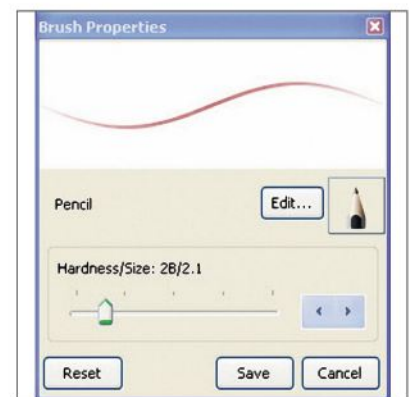 Brush Properties
Pencil
Edit...
Hardness/Size: 2B/2.1
Reset
Save
Cancel